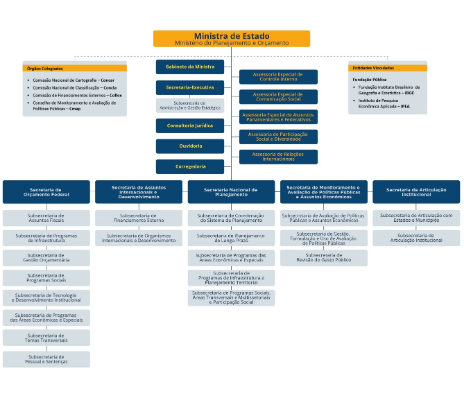 Ministra de Estado
Ministério do Planejamento e Orçamento
Órgãos Colegiados
Comissão Nacional de Cartografia – Concar
Comissão Nacional de Classificação – Concla
Comissão de Financiamentos Externos – Cofiex
Conselho de Monitoramento e Avaliação de
Políticas Públicas – Cmap
Entidades Vinculadas
Fundação Pública
Fundação Instituto Brasileiro de
Geografia e Estatística – IBGE
Instituto de Pesquisa
Econômica Aplicada – IPEA
Gabinete do Ministro
Secretaria-Executiva
Subsecretaria de
Administração e Gestão Estratégica
Consultoria Jurídica
Ouvidoria
Corregedoria
Assessoria Especial de
Controle Interno
Assessoria Especial de
Comunicação Social
Assessoria Especial de Assuntos
Parlamentares e Federativos
Assessoria de Participação
Social e Diversidade
Assessoria de Relações
Internacionais
Secretaria de
Orçamento Federal
Subsecretaria de
Assuntos Fiscais
Subsecretaria de Programas
de Infraestrutura
Subsecretaria de
Gestão Orçamentária
Subsecretaria de
Programas Sociais
Subsecretaria de Tecnologia
e Desenvolvimento Institucional
Subsecretaria de Programas
das Áreas Econômicas e Especiais
Subsecretaria de
Temas Transversais
Subsecretaria de
Pessoal e Sentenças
Secretaria de Assuntos
Internacionais e
Desenvolvimento
Subsecretaria de
Financiamento Externo
Subsecretaria de Organismos
Internacionais e Desenvolvimento
Secretaria Nacional de
Planejamento
Subsecretaria de Coordenação
do Sistema de Planejamento
Subsecretaria de Planejamento
de Longo Prazo
Subsecretaria de Programas das
Áreas Econômicas e Especiais
Subsecretaria de
Programas de Infraestrutura e
Planejamento Territorial
Subsecretaria de Programas Sociais,
Áreas Transversais e Multissetoriais
e Participação Social
Secretaria de Monitoramento e
Avaliação de Políticas Públicas
e Assuntos Econômicos
Subsecretaria de Avaliação de Políticas
Públicas e Assuntos Econômicos
Subsecretaria de Gestão,
Formulação e Uso de Avaliação
de Políticas Públicas
Subsecretaria de
Revisão do Gasto Público
Secretaria de Articulação
Institucional
Subsecretaria de Articulação com
Estados e Municípios
Subsecretaria de
Articulação Institucional